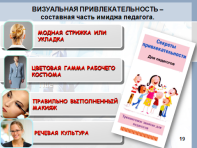 ВИЗУАЛЬНАЯ ПРИВЛЕКАТЕЛЬНОСТЬ –
составная часть имиджа педагога.
МОДНАЯ СТРИЖКА ИЛИ
УКЛАДКА
ЦВЕТОВАЯ ГАММА РАБОЧЕГО
КОСТЮМА
ПРАВИЛЬНО ВЫПОЛНЕННЫЙ
МАКИЯЖ
РЕЧЕВАЯ КУЛЬТУРА
Секреты
привлекательности
Для педагогов
19